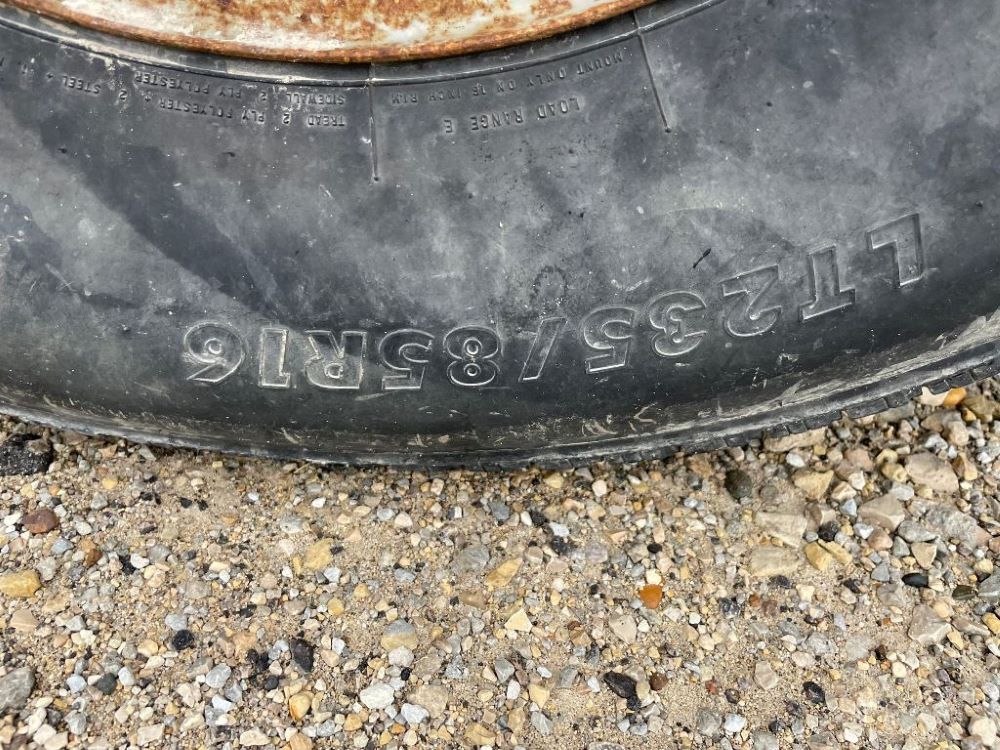 LT235/85R16
LOAD RANGE E
MOUNT ONLY ON 16 INCH RIM
TREAD 2 PLY POLYESTER + 2
SIDEWALL 2 PLY POLYESTER
STEEL